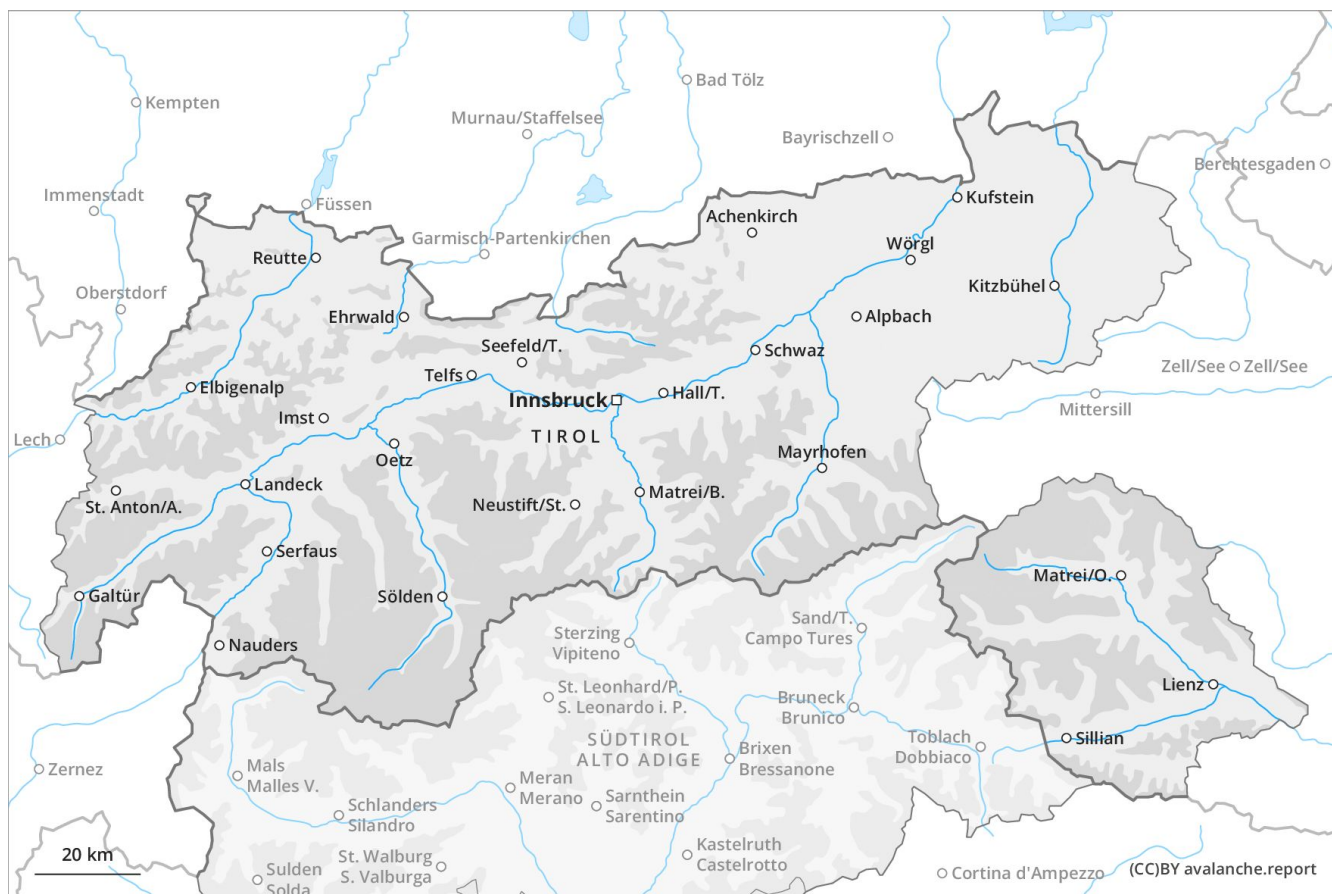 Kempten
Bad Tölz
Murnau/Staffelsee
Bayrischzell
Berchtesgaden
Immenstadt
Füssen
Kufstein
Achenkirch
Garmisch-Partenkirchen
Wörgl
Reutte
Kitzbühel
Oberstdorf
Ehrwald
Alpbach
Seefeld/T.
Schwaz
Zell/See
Zell/See
Telfs
Elbigenalp
Hall/T.
Innsbruck
Mittersill
Imst
Lech
TIROL
Oetz
Mayrhofen
Landeck
Matrei/B.
St. Anton/A.
Neustift/St.
Serfaus
Matrei/O.
Galtür
Sölden
Sand/T.
Campo Tures
Sterzing
Vipiteno
Nauders
Lienz
St. Leonhard/P.
S. Leonardo i. P.
Bruneck
Brunico
SÜDTIROL
ALTO ADIGE
Toblach
Dobbiaco
Sillian
Brixen
Bressanone
Zernez
Mals
Malles V.
Meran
Merano
Sarnthein
Sarentino
Schlanders
Silandro
20 km
St. Walburg
S. Valburga
Kastelruth
Castelrotto
Sulden
Solda
Cortina d'Ampezzo
(CC)BY avalanche.report